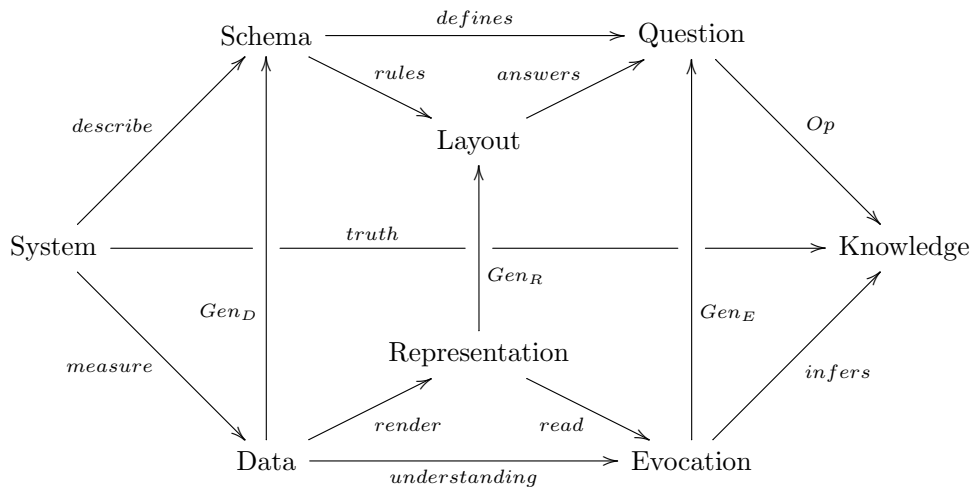 defines
Schema
Question
rules
answers
describe
Op
Layout
System
truth
Knowledge
Gen_R
Gen_D
Gen_E
Representation
measure
infers
render
read
Data
Evocation
understanding